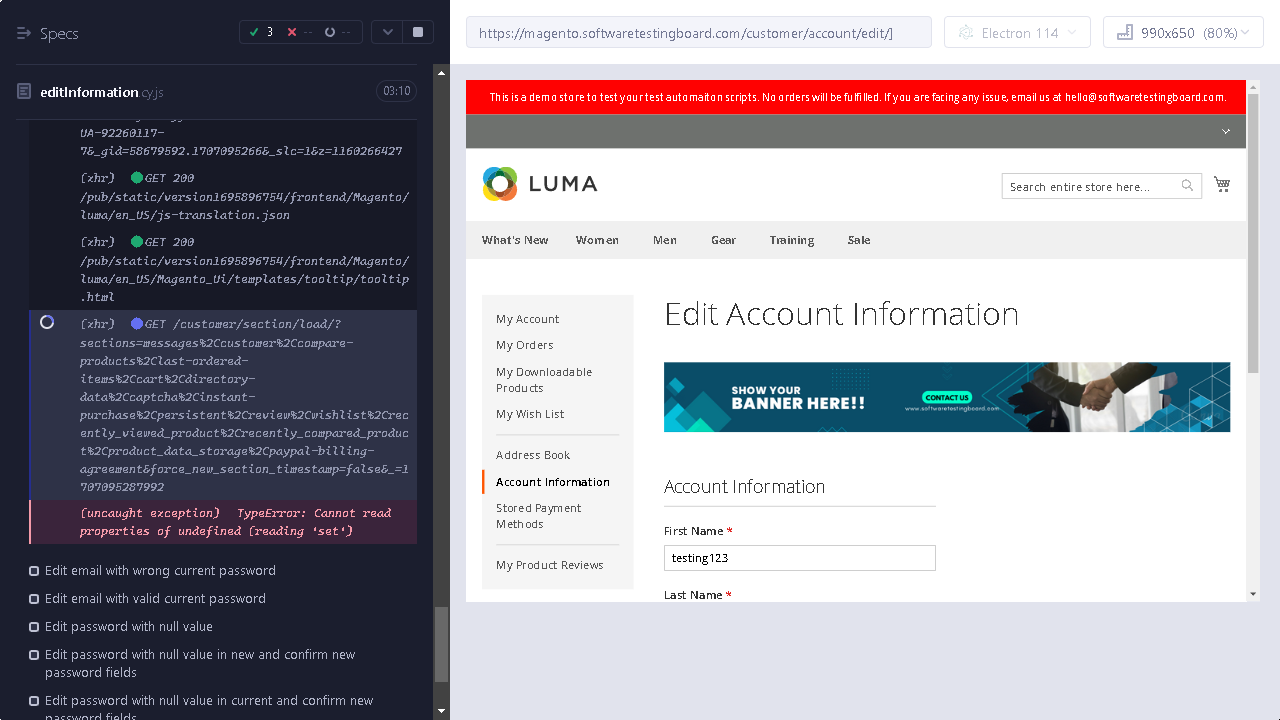 Specs
3
--
--
https://magento.softwaretestingboard.com/customer/account/edit/]
Electron 114
990x650 (80%)
editInformation cy.js
03:10
UA-92260117-
7&_gid=58679592.1707095266&_slc=1&z=1160266427
(xhr) GET 200
/pub/static/version1695896754/frontend/Magento/
luma/en_US/js-translation.json
(xhr) GET 200
/pub/static/version1695896754/frontend/Magento/
luma/en_US/Magento_Ui/templates/tooltip/tooltip
.html
(xhr) GET /customer/section/load/?
sections=messages%2Ccustomer%2Ccompare-
products%2Clast-ordered-
items%2Ccart%2Cdirectory-
data%2Ccaptcha%2Cinstant-
purchase%2Cpersistent%2Creview%2Cwishlist%2Crec
ently_viewed_product%2Crecently_compared_produc
t%2Cproduct_data_storage%2Cpaypal-billing-
agreement&force_new_section_timestamp=false&_=1
707095287992
(uncaught exception) TypeError: Cannot read
properties of undefined (reading 'set')
Edit email with wrong current password
Edit email with valid current password
Edit password with null value
Edit password with null value in new and confirm new
password fields
Edit password with null value in current and confirm new
password fields
This is a demo store to test your test automaiton scripts. No orders will be fulfilled. If you are facing any issue, email us at hello@softwaretestingboard.com.
LUMA
Search entire store here...
What's New
Women
Men
Gear
Training
Sale
My Account
My Orders
My Downloadable
Products
My Wish List
Address Book
Account Information
Stored Payment
Methods
My Product Reviews
Edit Account Information
SHOW YOUR
BANNER HERE!!
CONTACT US
www.softwaretestingboard.com
Account Information
First Name *
testing123
Last Name *